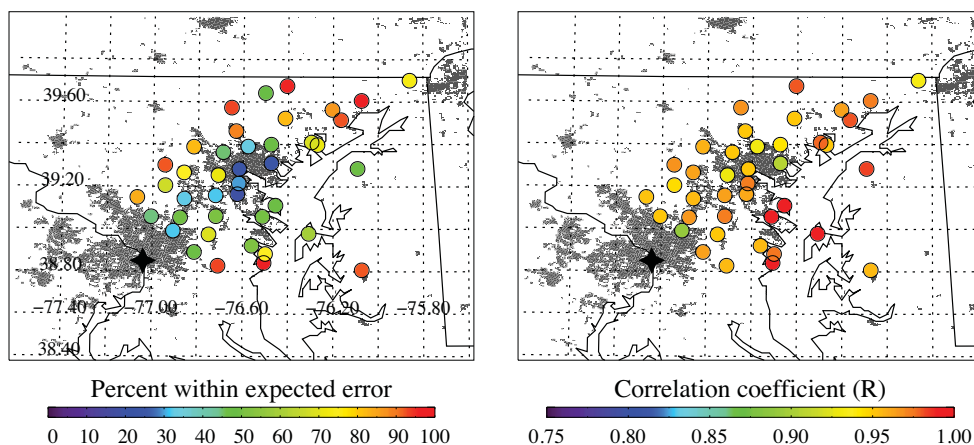 39.60
39.20
38.80
−77.40 −77.00 −76.60 −76.20 −75.80
38.40
Percent within expected error
0 10 20 30 40 50 60 70 80 90 100
Correlation coefficient (R)
0.75 0.80 0.85 0.90 0.95 1.00